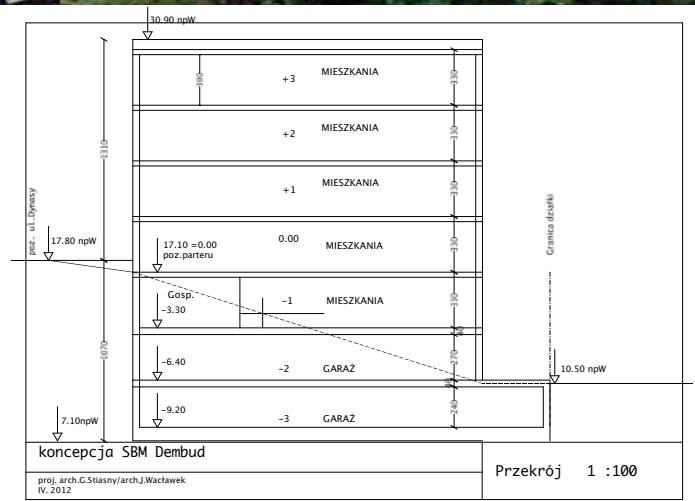 30.90 npW
MIESZKANIA
+3
300
330
MIESZKANIA
+2
330
1310
MIESZKANIA
+1
330
poz. ul.Dynasy
Granica działki
17.80 npW
17.10 =0.00
poz.parteru
0.00
MIESZKANIA
330
Gosp.
-3.30
-1
MIESZKANIA
330
40
1070
-6.40
-2
GARAŻ
270
10.50 npW
40
-9.20
-3
GARAŻ
240
7.10npW
koncepcja SBM Dembud
proj. arch.G.Stiasny/arch.J.Wacławek
IV. 2012
Przekrój 1 :100